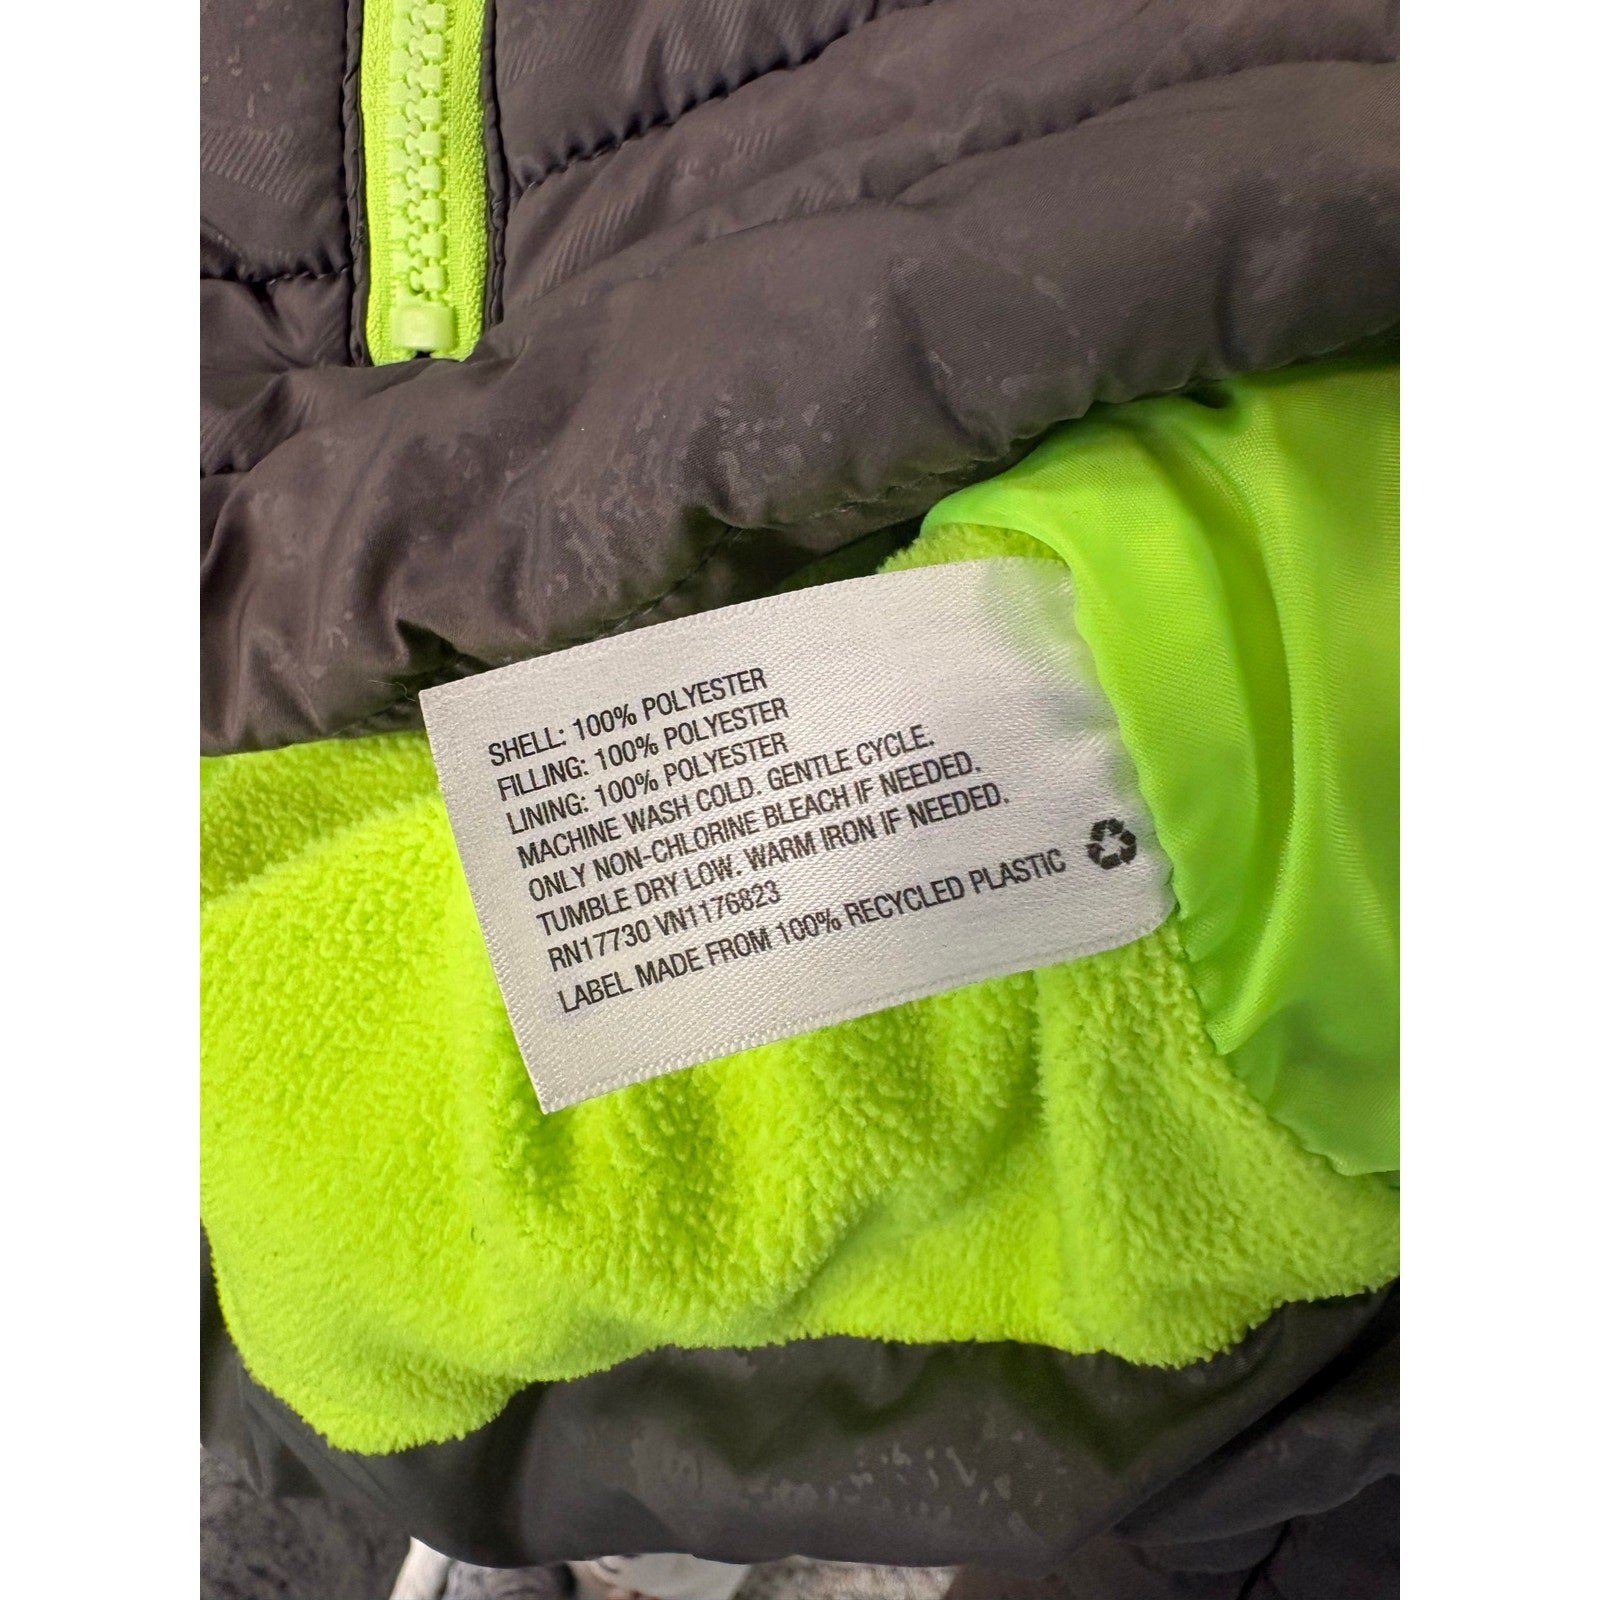 SHELL: 100% POLYESTER
FILLING: 100% POLYESTER
LINING: 100% POLYESTER
MACHINE WASH COLD. GENTLE CYCLE.
ONLY NON-CHLORINE BLEACH IF NEEDED.
TUMBLE DRY LOW. WARM IRON IF NEEDED.
RN17730 VN1176823
LABEL MADE FROM 100% RECYCLED PLASTIC